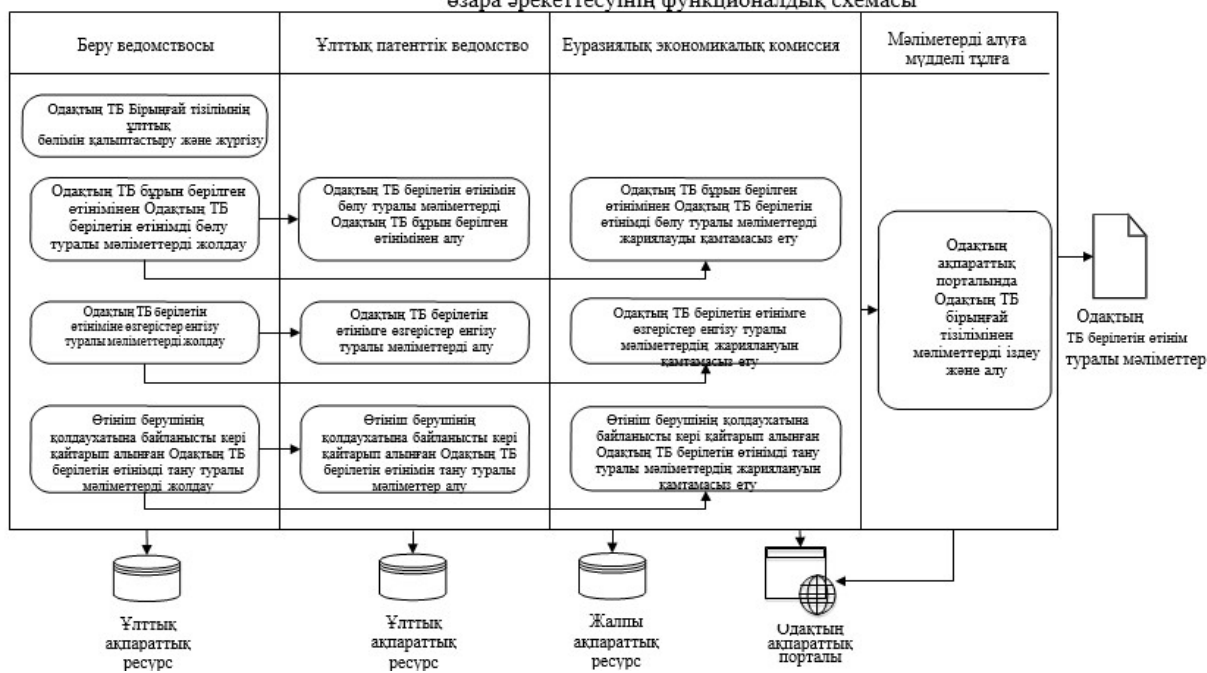 өзара әрекеттесуінің функционалдық схемасы
Беру ведомствосы
Ұлттық патенттік ведомство
Еуразиялық экономикалық комиссия
Мәліметерді алуға
мүдделі тұлға
Одақтың ТБ Бірыңғай тізілімнің
ұлттық
бөлімін қалыптастыру және жүргізу
Одақтың ТБ бұрын берілген
өтінімінен Одақтың ТБ
берілетін өтінімді бөлу
туралы мәліметтерді жолдау
Одақтың ТБ берілетін өтінімін
бөлу туралы мәліметтерді
Одақтың ТБ бұрын берілген
өтінімінен алу
Одақтың ТБ бұрын берілген
өтінімінен Одақтың ТБ берілетін
өтінімді бөлу туралы мәліметтерді
жариялауды қамтамасыз ету
Одақтың ТБ берілетін
өтініміне өзгерістер енгізу
туралы мәліметтерді жолдау
Одақтың ТБ берілетін
өтінімге өзгерістер енгізу
туралы мәліметтерді алу
Одақтың ТБ берілетін өтінімге
өзгерістер енгізу туралы
мәліметтердің жариялануын
қамтамасыз ету
Өтініш берушінің
қолдаухатына байланысты кері
қайтарып алынған Одақтың ТБ
берілетін өтінімді тану туралы
мәліметтерді жолдау
Өтініш берушінің
қолдаухатына байланысты кері
қайтарып алынған Одақтың ТБ
берілетін өтінімін тану туралы
мәліметтер алу
Өтініш берушінің қолдаухатына
байланысты кері қайтарып алынған
Одақтың ТБ берілетін өтінімді тану
туралы мәліметтердің жариялануын
қамтамасыз ету
Одақтың
ақпараттық
порталында
Одақтың ТБ
бірыңғай
тізілімінен
мәліметтерді іздеу
және алу
Одақтың
ТБ берілетін өтінім
туралы мәліметтер
Ұлттық
ақпараттық
ресурс
Ұлттық
ақпараттық
ресурс
Жалпы
ақпараттық
ресурс
Одақтың
ақпараттық
порталы